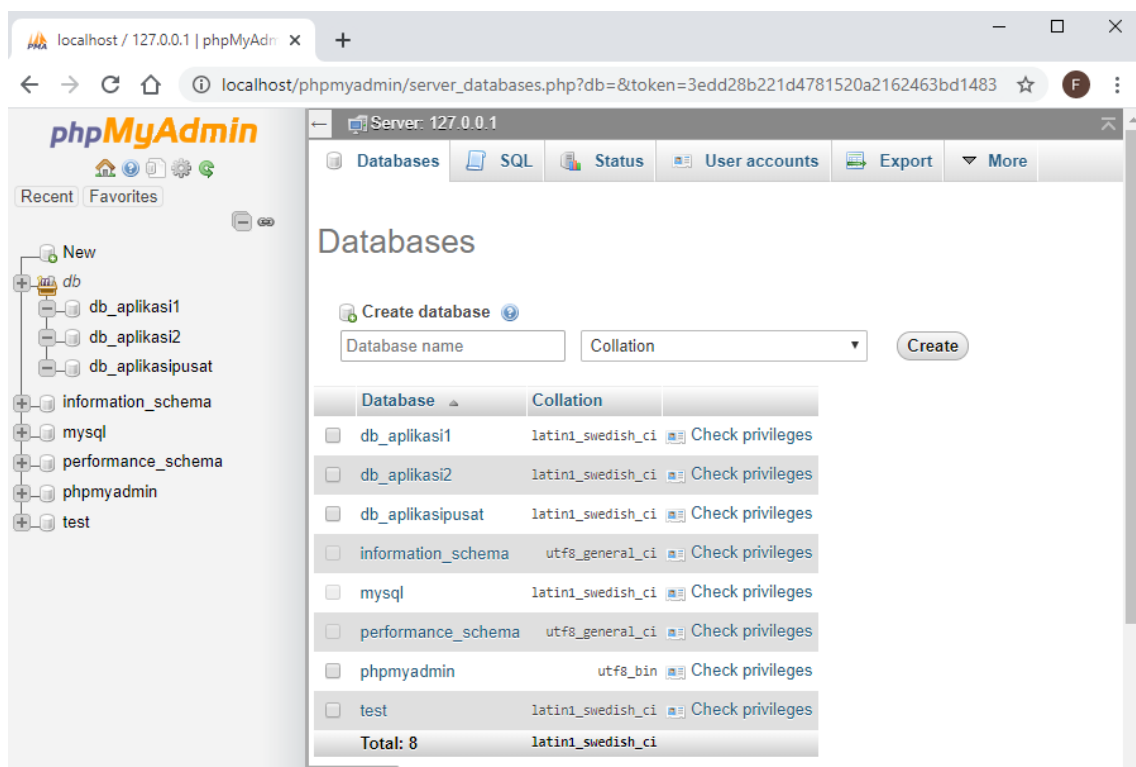 localhost / 127.0.0.1 | phpMyAdm
localhost/phpmyadmin/server_databases.php?db=&token=3edd28b221d4781520a2162463bd1483
F
phpMyAdmin
Recent Favorites
New
db
db_aplikasi1
db_aplikasi2
db_aplikasipusat
information_schema
mysql
performance_schema
phpmyadmin
test
Server: 127.0.0.1
Databases SQL Status User accounts Export More
Databases
Create database
Database name Collation Create
Database Collation
db_aplikasi1 latin1_swedish_ci Check privileges
db_aplikasi2 latin1_swedish_ci Check privileges
db_aplikasipusat latin1_swedish_ci Check privileges
information_schema utf8_general_ci Check privileges
mysql latin1_swedish_ci Check privileges
performance_schema utf8_general_ci Check privileges
phpmyadmin utf8_bin Check privileges
test latin1_swedish_ci Check privileges
Total: 8 latin1_swedish_ci